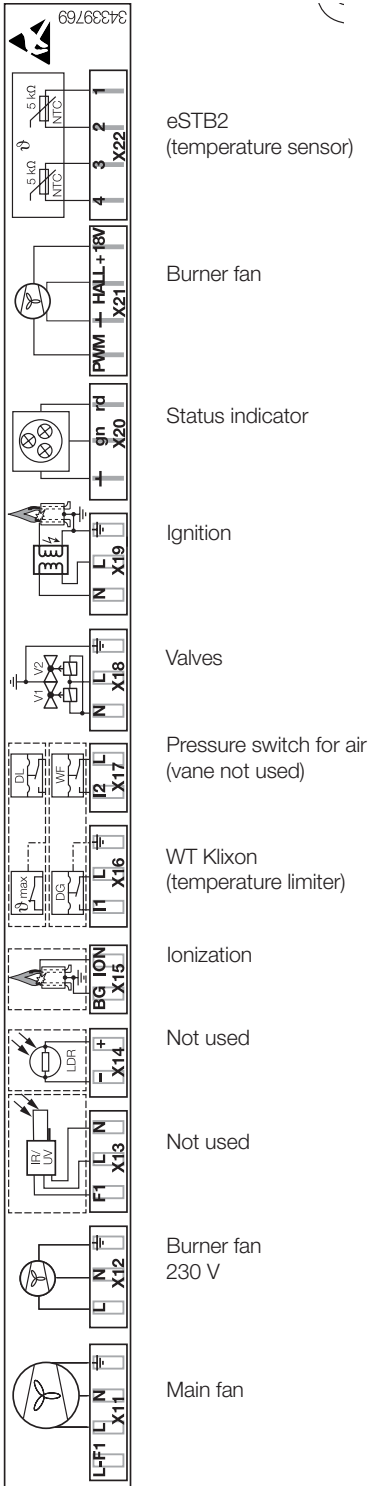 34339769
5 kΩ
NTC
5 kΩ
NTC
ϑ
1
2
3
4
X22
eSTB2
(temperature sensor)
PWM ⊥ HALL + 18V
X21
Burner fan
⊥ gn rd
X20
Status indicator
N L
X19
Ignition
V1 V2
N L
X18
Valves
DL
WF
I2 L
X17
Pressure switch for air
(vane not used)
ϑ max
DG
I1 L
X16
WT Klixon
(temperature limiter)
BG ION
X15
Ionization
LDR
- +
X14
Not used
IR/
UV
F1 L N
X13
Not used
L N
X12
Burner fan
230 V
L-F1 L N
X11
Main fan